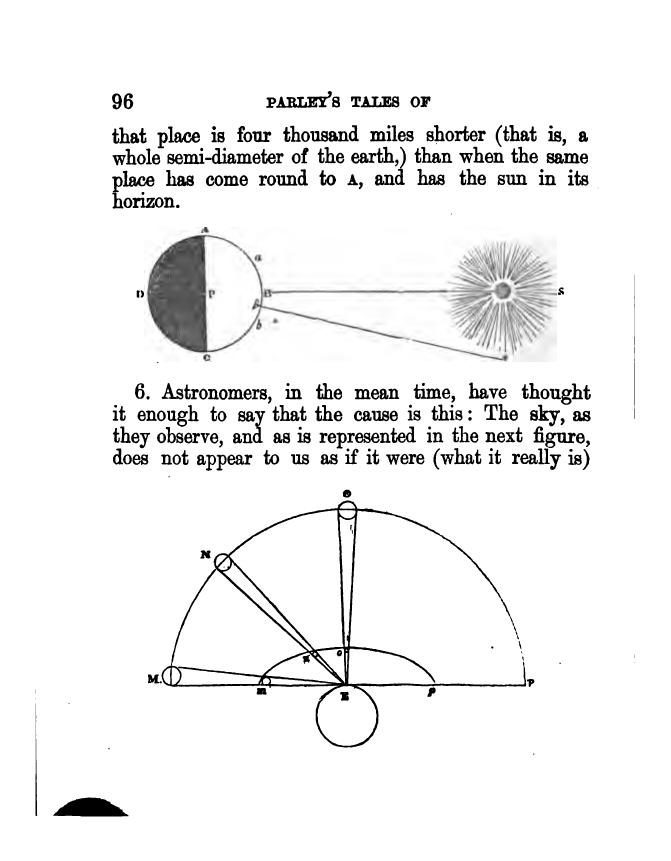 96 PARLEY'S TALES OF
that place is four thousand miles shorter (that is, a
whole semi-diameter of the earth,) than when the same
place has come round to A, and has the sun in its
horizon.
A
a
D P B S
b
C
6. Astronomers, in the mean time, have thought
it enough to say that the cause is this: The sky, as
they observe, and as is represented in the next figure,
does not appear to us as if it were (what it really is)
O
N
n o
M. m E p P